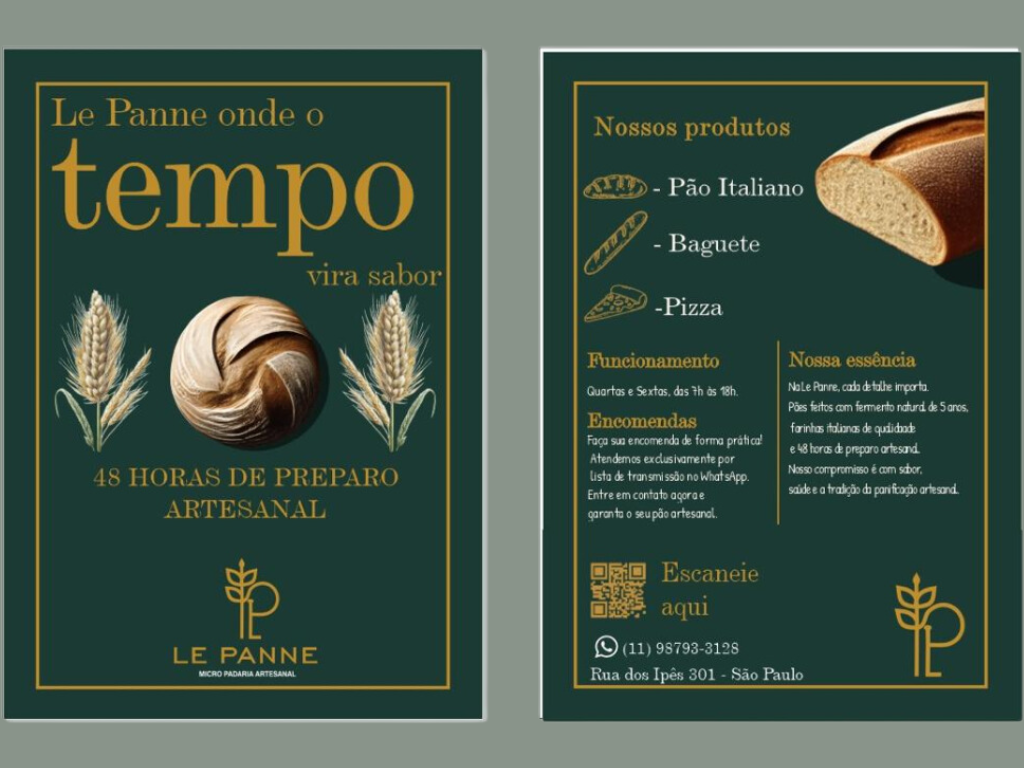 Le Panne onde o
tempo
vira sabor
48 HORAS DE PREPARO
ARTESANAL
LE PANNE
MICRO PADARIA ARTESANAL
Nossos produtos
- Pão Italiano
- Baguete
-Pizza
Funcionamento
Quartas e Sextas, das 7h às 18h.
Encomendas
Faça sua encomenda de forma prática!
Atendemos exclusivamente por
lista de transmissão no WhatsApp.
Entre em contato agora e
garanta o seu pão artesanal.
Nossa essência
Na Le Panne, cada detalhe importa.
Pães feitos com fermento natural de 5 anos,
farinhas italianas de qualidade
e 48 horas de preparo artesanal.
Nosso compromisso é com sabor,
saúde e a tradição da panificação artesanal.
Escaneie
aqui
(11) 98793-3128
Rua dos Ipês 301 - São Paulo